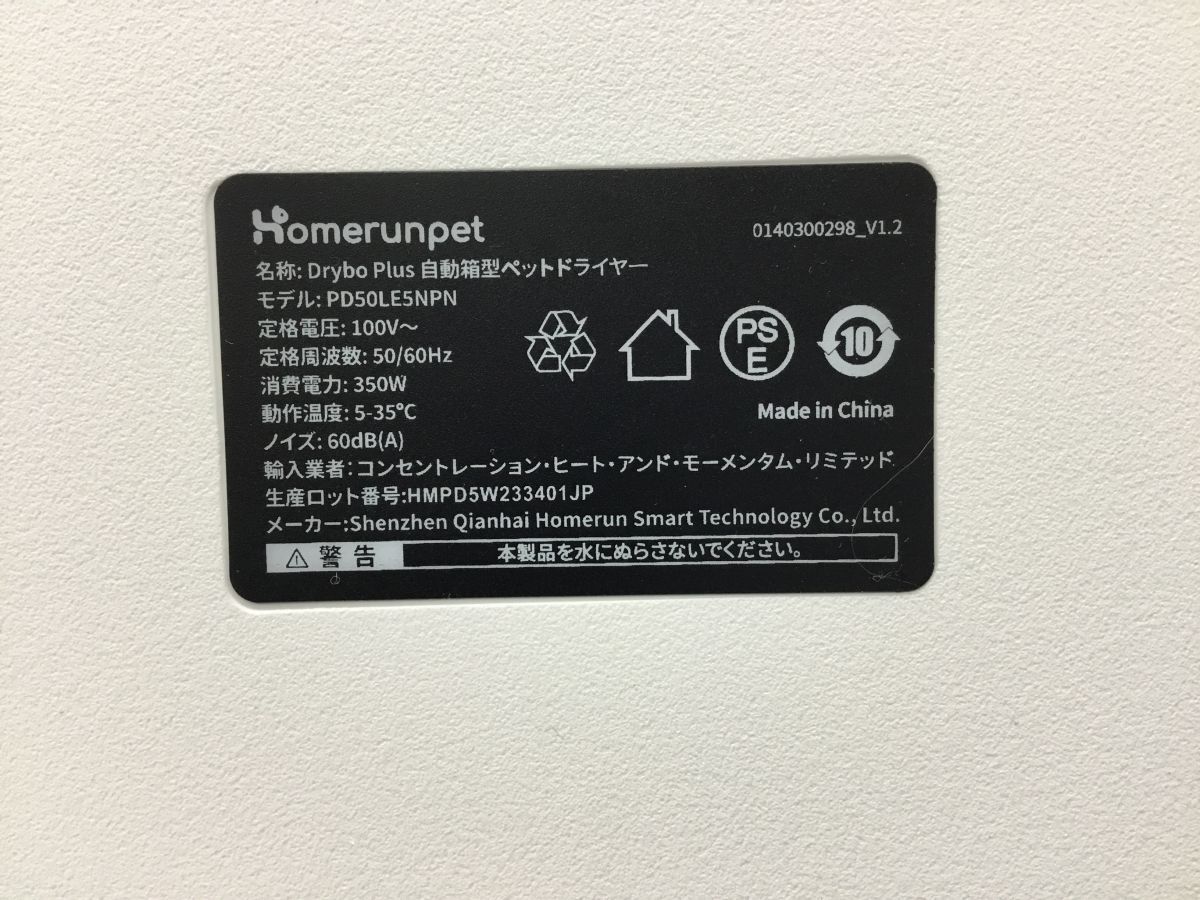 Homerunpet
0140300298_V1.2
名称: Drybo Plus 自動箱型ペットドライヤー
モデル: PD50LE5NPN
定格電圧: 100V～
定格周波数: 50/60Hz
消費電力: 350W
動作温度: 5-35℃
ノイズ: 60dB(A)
PS
E
10
Made in China
輸入業者: コンセントレーション・ヒート・アンド・モーメンタム・リミテッド
生産ロット番号:HMPD5W233401JP
メーカー:Shenzhen Qianhai Homerun Smart Technology Co., Ltd.
警告 本製品を水にぬらさないでください。